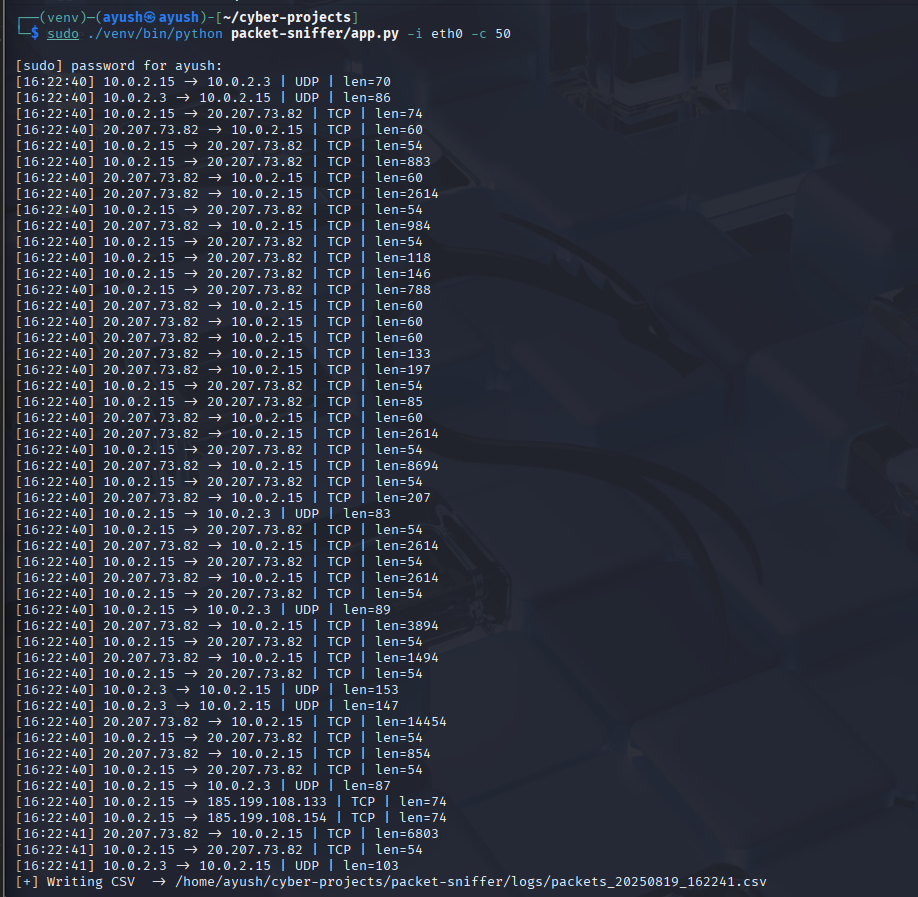 ┌──(venv)─(ayush㉿ayush)-[~/cyber-projects]
└─$ sudo ./venv/bin/python packet-sniffer/app.py -i eth0 -c 50
[sudo] password for ayush:
[16:22:40] 10.0.2.15 → 10.0.2.3 | UDP | len=70
[16:22:40] 10.0.2.3 → 10.0.2.15 | UDP | len=86
[16:22:40] 10.0.2.15 → 20.207.73.82 | TCP | len=74
[16:22:40] 20.207.73.82 → 10.0.2.15 | TCP | len=60
[16:22:40] 10.0.2.15 → 20.207.73.82 | TCP | len=54
[16:22:40] 10.0.2.15 → 20.207.73.82 | TCP | len=883
[16:22:40] 20.207.73.82 → 10.0.2.15 | TCP | len=60
[16:22:40] 20.207.73.82 → 10.0.2.15 | TCP | len=2614
[16:22:40] 10.0.2.15 → 20.207.73.82 | TCP | len=54
[16:22:40] 20.207.73.82 → 10.0.2.15 | TCP | len=984
[16:22:40] 10.0.2.15 → 20.207.73.82 | TCP | len=54
[16:22:40] 10.0.2.15 → 20.207.73.82 | TCP | len=118
[16:22:40] 10.0.2.15 → 20.207.73.82 | TCP | len=146
[16:22:40] 10.0.2.15 → 20.207.73.82 | TCP | len=788
[16:22:40] 20.207.73.82 → 10.0.2.15 | TCP | len=60
[16:22:40] 20.207.73.82 → 10.0.2.15 | TCP | len=60
[16:22:40] 20.207.73.82 → 10.0.2.15 | TCP | len=60
[16:22:40] 20.207.73.82 → 10.0.2.15 | TCP | len=133
[16:22:40] 20.207.73.82 → 10.0.2.15 | TCP | len=197
[16:22:40] 10.0.2.15 → 20.207.73.82 | TCP | len=54
[16:22:40] 10.0.2.15 → 20.207.73.82 | TCP | len=85
[16:22:40] 20.207.73.82 → 10.0.2.15 | TCP | len=60
[16:22:40] 20.207.73.82 → 10.0.2.15 | TCP | len=2614
[16:22:40] 10.0.2.15 → 20.207.73.82 | TCP | len=54
[16:22:40] 20.207.73.82 → 10.0.2.15 | TCP | len=8694
[16:22:40] 10.0.2.15 → 20.207.73.82 | TCP | len=54
[16:22:40] 20.207.73.82 → 10.0.2.15 | TCP | len=207
[16:22:40] 10.0.2.15 → 10.0.2.3 | UDP | len=83
[16:22:40] 10.0.2.15 → 20.207.73.82 | TCP | len=54
[16:22:40] 20.207.73.82 → 10.0.2.15 | TCP | len=2614
[16:22:40] 10.0.2.15 → 20.207.73.82 | TCP | len=54
[16:22:40] 20.207.73.82 → 10.0.2.15 | TCP | len=2614
[16:22:40] 10.0.2.15 → 20.207.73.82 | TCP | len=54
[16:22:40] 10.0.2.15 → 10.0.2.3 | UDP | len=89
[16:22:40] 20.207.73.82 → 10.0.2.15 | TCP | len=3894
[16:22:40] 10.0.2.15 → 20.207.73.82 | TCP | len=54
[16:22:40] 20.207.73.82 → 10.0.2.15 | TCP | len=1494
[16:22:40] 10.0.2.15 → 20.207.73.82 | TCP | len=54
[16:22:40] 10.0.2.3 → 10.0.2.15 | UDP | len=153
[16:22:40] 10.0.2.3 → 10.0.2.15 | UDP | len=147
[16:22:40] 20.207.73.82 → 10.0.2.15 | TCP | len=14454
[16:22:40] 10.0.2.15 → 20.207.73.82 | TCP | len=54
[16:22:40] 20.207.73.82 → 10.0.2.15 | TCP | len=854
[16:22:40] 10.0.2.15 → 20.207.73.82 | TCP | len=54
[16:22:40] 10.0.2.15 → 10.0.2.3 | UDP | len=87
[16:22:40] 10.0.2.15 → 185.199.108.133 | TCP | len=74
[16:22:40] 10.0.2.15 → 185.199.108.154 | TCP | len=74
[16:22:41] 20.207.73.82 → 10.0.2.15 | TCP | len=6803
[16:22:41] 10.0.2.15 → 20.207.73.82 | TCP | len=54
[16:22:41] 10.0.2.3 → 10.0.2.15 | UDP | len=103
[+] Writing CSV → /home/ayush/cyber-projects/packet-sniffer/logs/packets_20250819_162241.csv